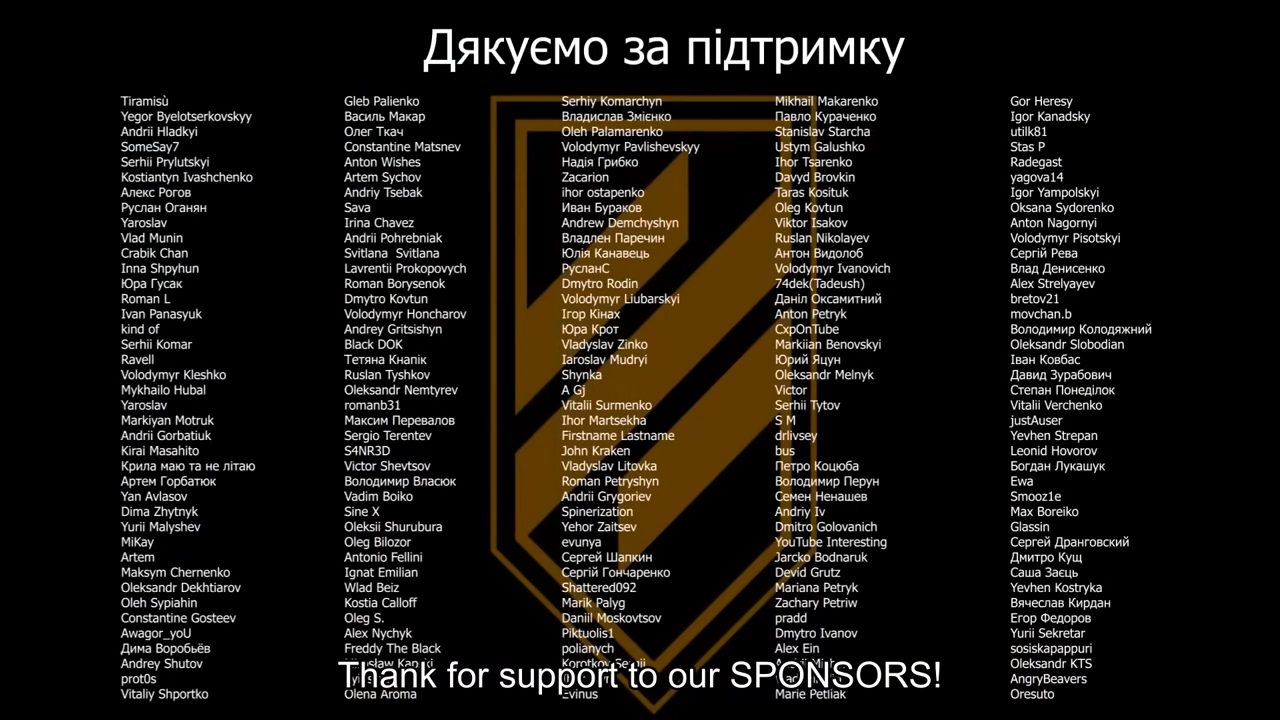 Дякуємо за підтримку
Tiramisù
Yegor Byelotserkovskyy
Andrii Hladkyi
SomeSay7
Serhii Prylutskyi
Kostiantyn Ivashchenko
Алекс Рогов
Руслан Оганян
Yaroslav
Vlad Munin
Crabik Chan
Inna Shpyhun
Юра Гусак
Roman L
Ivan Panasyuk
kind of
Serhii Komar
Ravell
Volodymyr Kleshko
Mykhailo Hubal
Yaroslav
Markiyan Motruk
Andrii Gorbatiuk
Kirai Masahito
Крила маю та не літаю
Артем Горбатюк
Yan Avlasov
Dima Zhytnyk
Yurii Malyshev
MiKay
Artem
Maksym Chernenko
Oleksandr Dekhtiarov
Oleh Sypiahin
Constantine Gosteev
Awagor_yoU
Дима Воробьёв
Andrey Shutov
prot0s
Vitaliy Shportko
Gleb Palienko
Василь Макар
Олег Ткач
Constantine Matsnev
Anton Wishes
Artem Sychov
Andriy Tsebak
Sava
Irina Chavez
Andrii Pohrebniak
Svitlana  Svitlana
Lavrentii Prokopovych
Roman Borysenok
Dmytro Kovtun
Volodymyr Honcharov
Andrey Gritsishyn
Black DOK
Тетяна Кнапік
Ruslan Tyshkov
Oleksandr Nemtyrev
romanb31
Максим Перевалов
Sergio Terentev
S4NR3D
Victor Shevtsov
Володимир Власюк
Vadim Boiko
Sine X
Oleksii Shurubura
Oleg Bilozor
Antonio Fellini
Ignat Emilian
Wlad Beiz
Kostia Calloff
Oleg S.
Alex Nychyk
Freddy The Black
Olena Aroma
Serhiy Komarchyn
Владислав Змієнко
Oleh Palamarenko
Volodymyr Pavlishevskyy
Надія Грибко
Zacarion
ihor ostapenko
Иван Бураков
Andrew Demchyshyn
Владлен Паречин
Юлія Канавець
РусланС
Dmytro Rodin
Volodymyr Liubarskyi
Ігор Кінах
Юра Крот
Vladyslav Zinko
Iaroslav Mudryi
Shynka
A Gj
Vitalii Surmenko
Ihor Martsekha
Firstname Lastname
John Kraken
Vladyslav Litovka
Roman Petryshyn
Andrii Grygoriev
Spinerization
Yehor Zaitsev
evunya
Сергей Шапкин
Сергій Гончаренко
Shattered092
Marik Palyg
Daniil Moskovtsov
Piktuolis1
polianych
Evinus
Mikhail Makarenko
Павло Кураченко
Stanislav Starcha
Ustym Galushko
Ihor Tsarenko
Davyd Brovkin
Taras Kosituk
Oleg Kovtun
Viktor Isakov
Ruslan Nikolayev
Антон Видолоб
Volodymyr Ivanovich
74dek(Tadeush)
Даніл Оксамитний
Anton Petryk
CxpOnTube
Markiian Benovskyi
Юрий Яцун
Oleksandr Melnyk
Victor
Serhii Tytov
S M
drlivsey
bus
Петро Коцюба
Володимир Перун
Семен Ненашев
Andriy Iv
Dmitro Golovanich
YouTube Interesting
Jarcko Bodnaruk
Devid Grutz
Mariana Petryk
Zachary Petriw
pradd
Dmytro Ivanov
Alex Ein
Marie Petliak
Gor Heresy
Igor Kanadsky
utilk81
Stas P
Radegast
yagova14
Igor Yampolskyi
Oksana Sydorenko
Anton Nagornyi
Volodymyr Pisotskyi
Сергій Рева
Влад Денисенко
Alex Strelyayev
bretov21
movchan.b
Володимир Колодяжний
Oleksandr Slobodian
Іван Ковбас
Давид Зурабович
Степан Понеділок
Vitalii Verchenko
justAuser
Yevhen Strepan
Leonid Hovorov
Богдан Лукашук
Ewa
Smooz1e
Max Boreiko
Glassin
Сергей Дранговский
Дмитро Кущ
Саша Заєць
Yevhen Kostryka
Вячеслав Кирдан
Егор Федоров
Yurii Sekretar
sosiskapappuri
Oleksandr KTS
AngryBeavers
Oresuto
Thank for support to our SPONSORS!